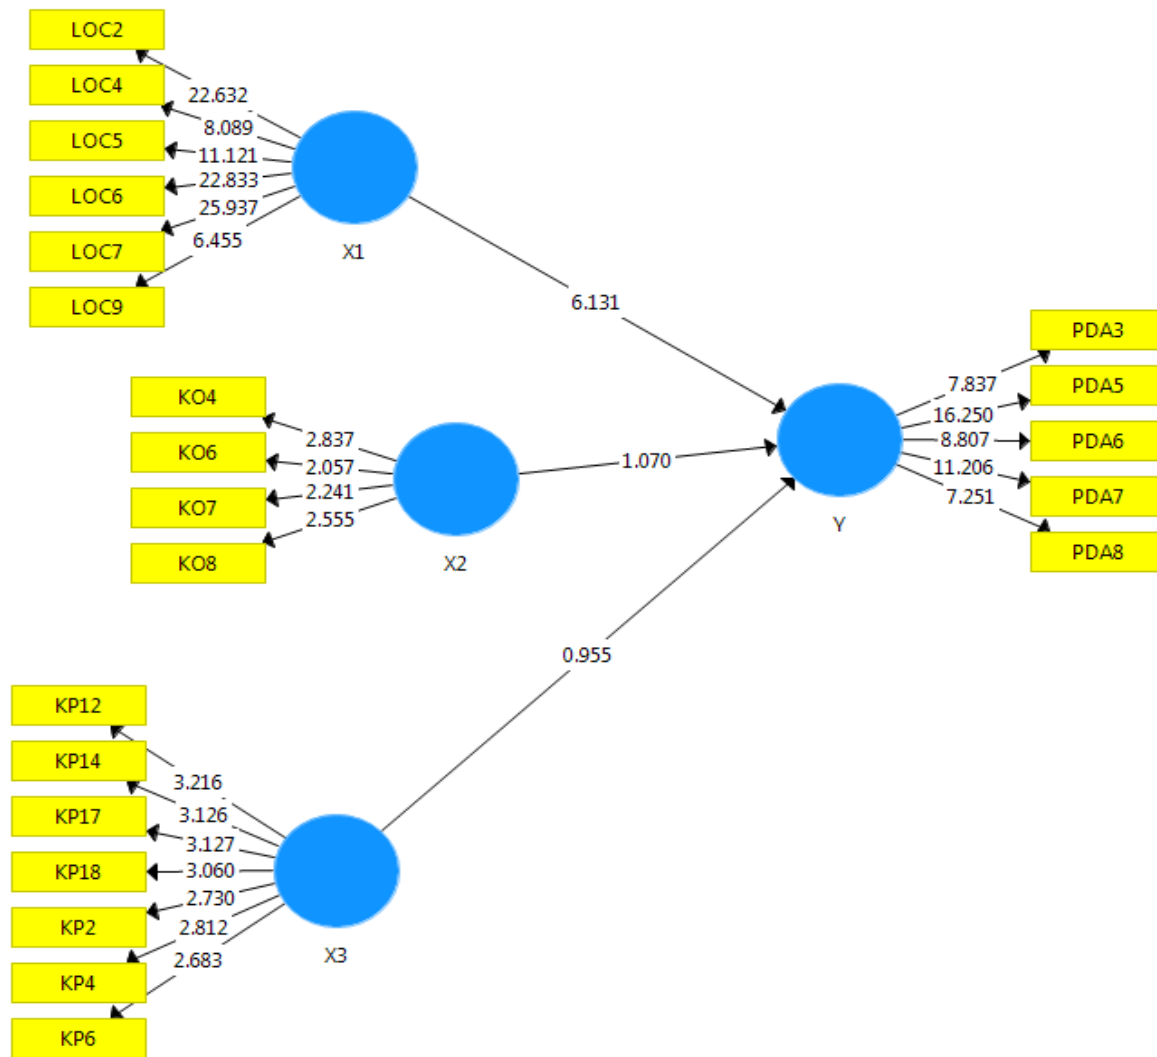 LOC2
LOC4
LOC5
LOC6
LOC7
LOC9
22.632
8.089
11.121
22.833
25.937
6.455
X1
6.131
KO4
KO6
KO7
KO8
2.837
2.057
2.241
2.555
X2
1.070
KP12
KP14
KP17
KP18
KP2
KP4
KP6
3.216
3.126
3.127
3.060
2.730
2.812
2.683
X3
0.955
Y
7.837
16.250
8.807
11.206
7.251
PDA3
PDA5
PDA6
PDA7
PDA8